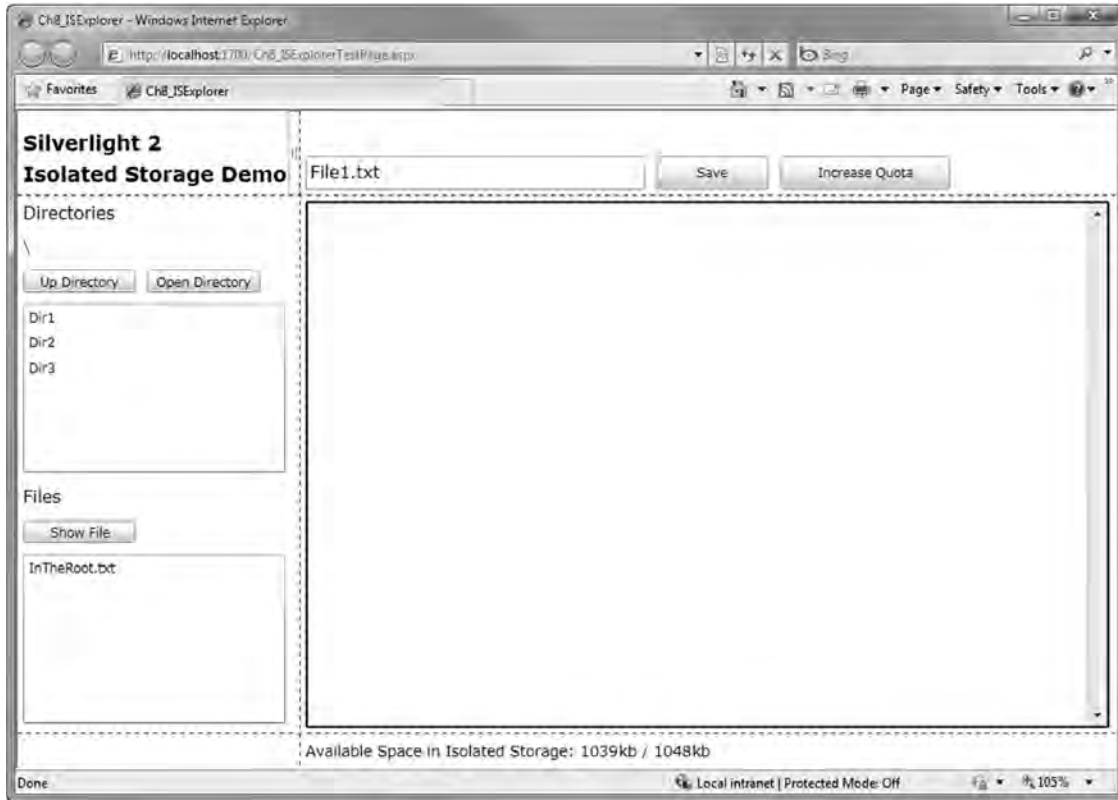 Ch8_ISExplorer - Windows Internet Explorer
http://localhost:1700/Ch8_ISExplorerTestPage.aspx
Bing
Favorites
Ch8_ISExplorer
Page
Safety
Tools
Silverlight 2
Isolated Storage Demo
File1.txt
Save
Increase Quota
Directories
\
Up Directory
Open Directory
Dir1
Dir2
Dir3
Files
Show File
InTheRoot.txt
Available Space in Isolated Storage: 1039kb / 1048kb
Done
Local intranet | Protected Mode: Off
105%